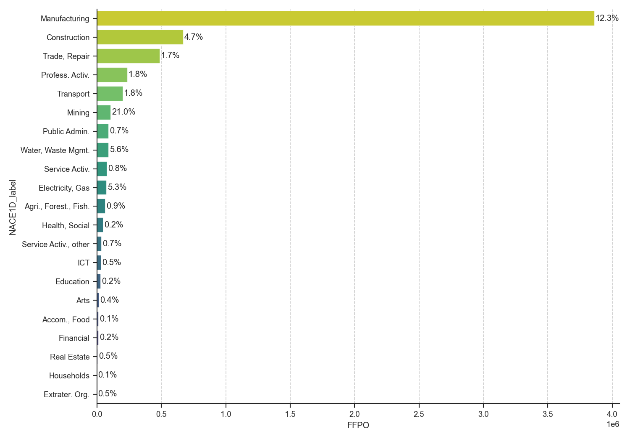 Manufacturing 12.3%
Construction 4.7%
Trade, Repair 1.7%
Profess. Activ. 1.8%
Transport 1.8%
Mining 21.0%
Public Admin. 0.7%
Water, Waste Mgmt. 5.6%
Service Activ. 0.8%
Electricity, Gas 5.3%
Agri., Forest., Fish. 0.9%
Health, Social 0.2%
Service Activ., other 0.7%
ICT 0.5%
Education 0.2%
Arts 0.4%
Accom., Food 0.1%
Financial 0.2%
Real Estate 0.5%
Households 0.1%
Extrater. Org. 0.5%
NACE1D_label
0.0 0.5 1.0 1.5 2.0 2.5 3.0 3.5 4.0
FFPO
1e6